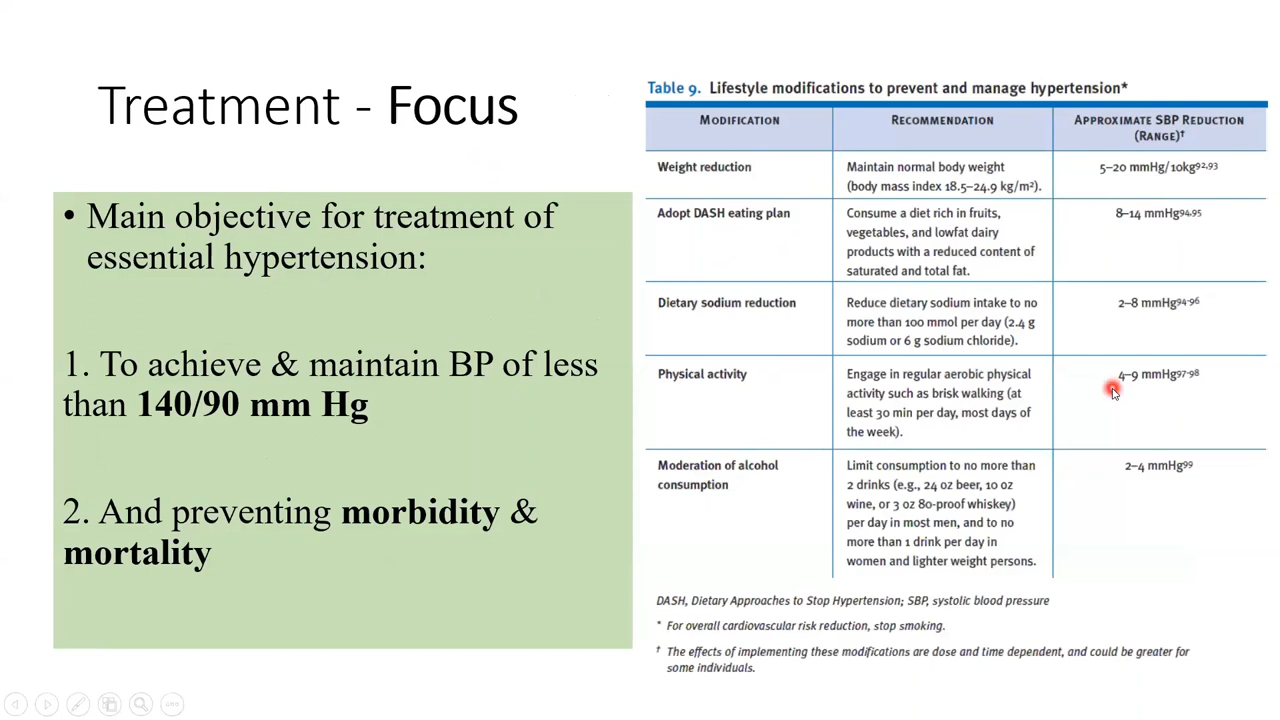 Treatment - Focus
• Main objective for treatment of
essential hypertension:
1. To achieve & maintain BP of less
than 140/90 mm Hg
2. And preventing morbidity &
mortality
Table 9. Lifestyle modifications to prevent and manage hypertension*
MODIFICATION RECOMMENDATION APPROXIMATE SBP REDUCTION
(RANGE)†
Weight reduction Maintain normal body weight 5–20 mmHg/10kg92,93
(body mass index 18.5–24.9 kg/m²).
Adopt DASH eating plan Consume a diet rich in fruits, 8–14 mmHg94,95
vegetables, and lowfat dairy
products with a reduced content of
saturated and total fat.
Dietary sodium reduction Reduce dietary sodium intake to no 2–8 mmHg94-96
more than 100 mmol per day (2.4 g
sodium or 6 g sodium chloride).
Physical activity Engage in regular aerobic physical 4–9 mmHg97-98
activity such as brisk walking (at
least 30 min per day, most days of
the week).
Moderation of alcohol Limit consumption to no more than 2–4 mmHg99
consumption 2 drinks (e.g., 24 oz beer, 10 oz
wine, or 3 oz 80-proof whiskey)
per day in most men, and to no
more than 1 drink per day in
women and lighter weight persons.
DASH, Dietary Approaches to Stop Hypertension; SBP, systolic blood pressure
* For overall cardiovascular risk reduction, stop smoking.
† The effects of implementing these modifications are dose and time dependent, and could be greater for
some individuals.